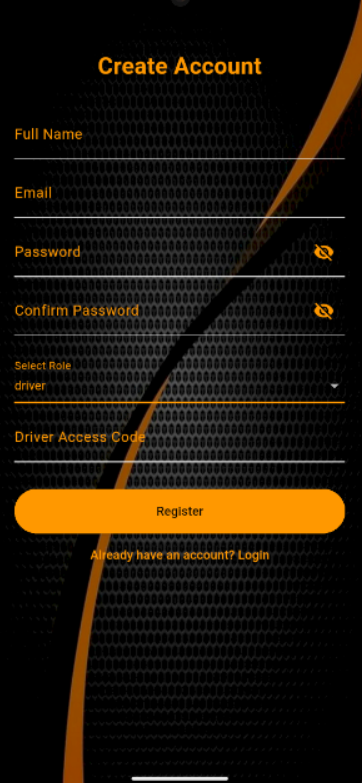 Create Account
Full Name
Email
Password
Confirm Password
Select Role
driver
Driver Access Code
Register
Already have an account? Login